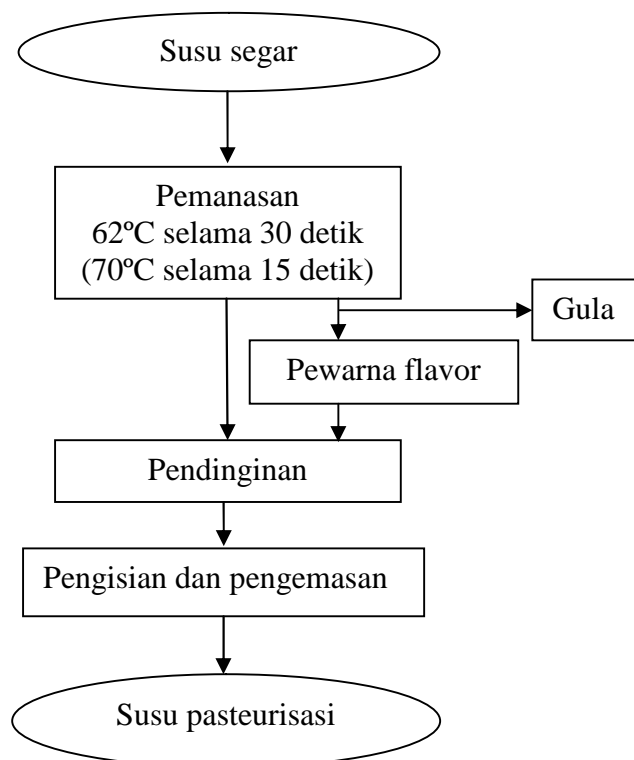 Susu segar
Pemanasan
62ºC selama 30 detik
(70ºC selama 15 detik)
Gula
Pewarna flavor
Pendinginan
Pengisian dan pengemasan
Susu pasteurisasi